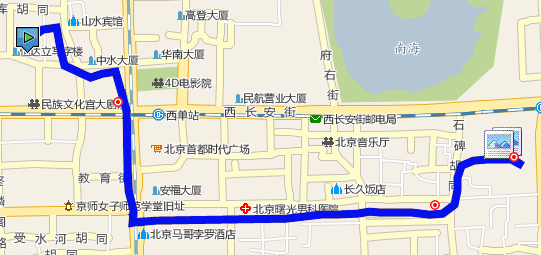 库 胡 同
山水宾馆
高登大厦
达立写字楼
中水大厦
华南大厦
南海
府右街
4D电影院
民族文化宫大剧
民航营业大厦
西单站
西 长 安 街
西长安街邮电局
石碑胡同
北京音乐厅
北京首都时代广场
教 育 街
安福大厦
长久饭店
京师女子师范学堂旧址
北京曙光男科医院
受 水 河 胡 同
北京马哥孛罗酒店